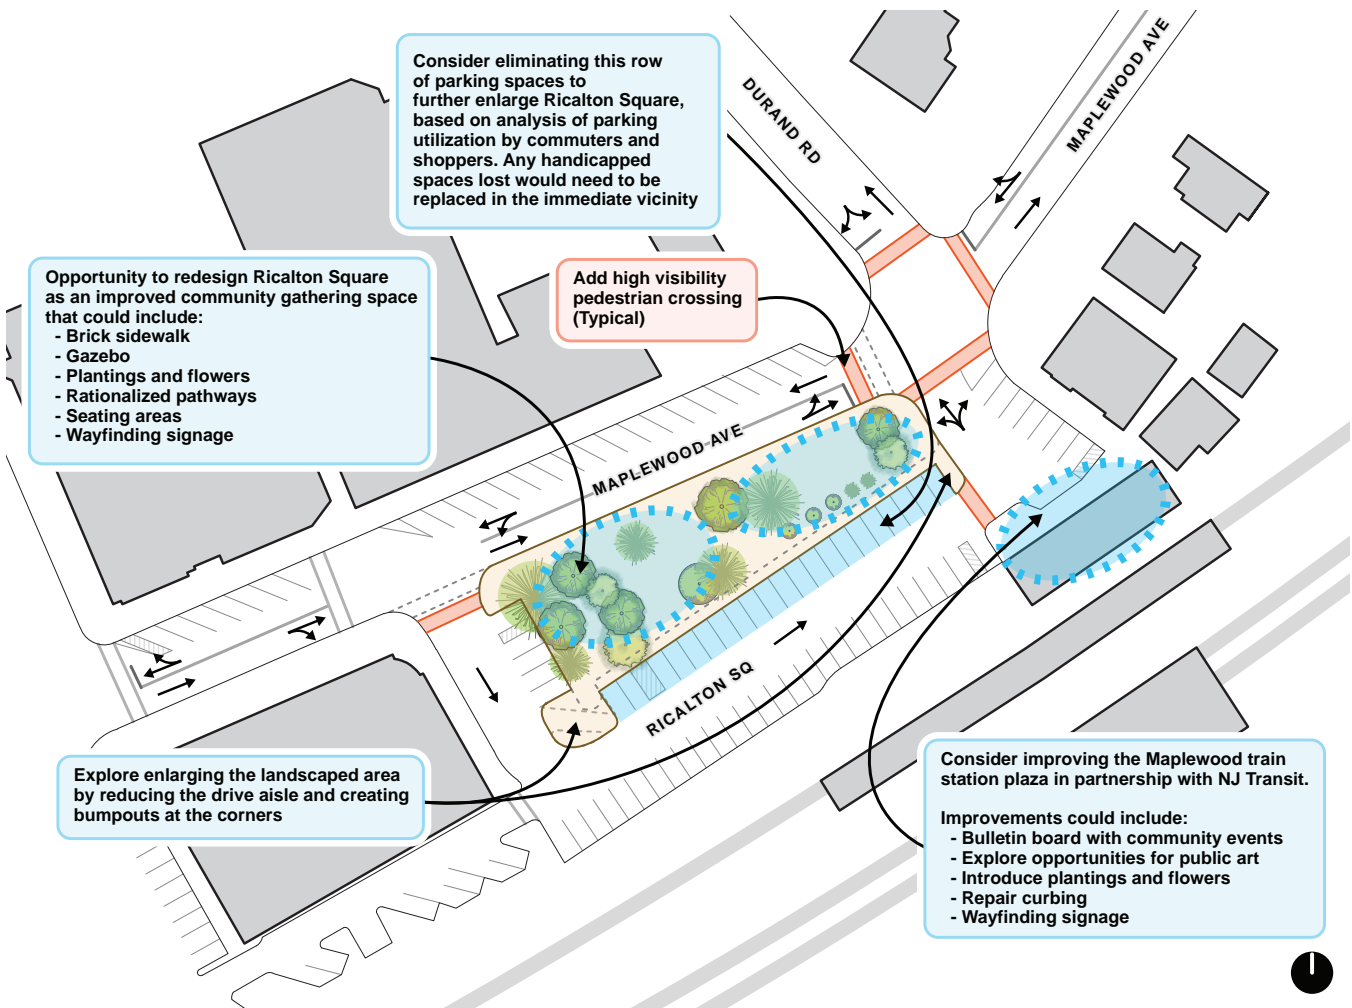 Consider eliminating this row
of parking spaces to
further enlarge Ricalton Square,
based on analysis of parking
utilization by commuters and
shoppers. Any handicapped
spaces lost would need to be
replaced in the immediate vicinity
DURAND RD
MAPLEWOOD AVE
Opportunity to redesign Ricalton Square
as an improved community gathering space
that could include:
- Brick sidewalk
- Gazebo
- Plantings and flowers
- Rationalized pathways
- Seating areas
- Wayfinding signage
Add high visibility
pedestrian crossing
(Typical)
MAPLEWOOD AVE
RICALTON SQ
Explore enlarging the landscaped area
by reducing the drive aisle and creating
bumpouts at the corners
Consider improving the Maplewood train
station plaza in partnership with NJ Transit.
Improvements could include:
- Bulletin board with community events
- Explore opportunities for public art
- Introduce plantings and flowers
- Repair curbing
- Wayfinding signage